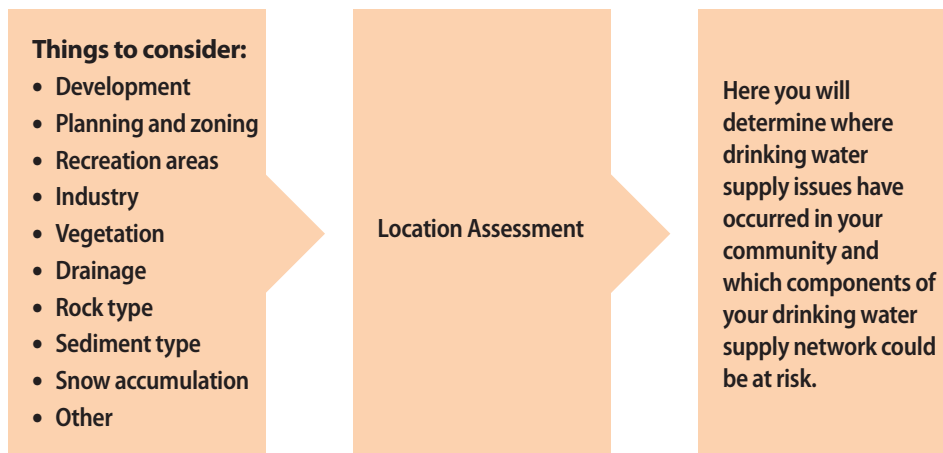 Things to consider:
• Development
• Planning and zoning
• Recreation areas
• Industry
• Vegetation
• Drainage
• Rock type
• Sediment type
• Snow accumulation
• Other
Location Assessment
Here you will
determine where
drinking water
supply issues have
occurred in your
community and
which components of
your drinking water
supply network could
be at risk.